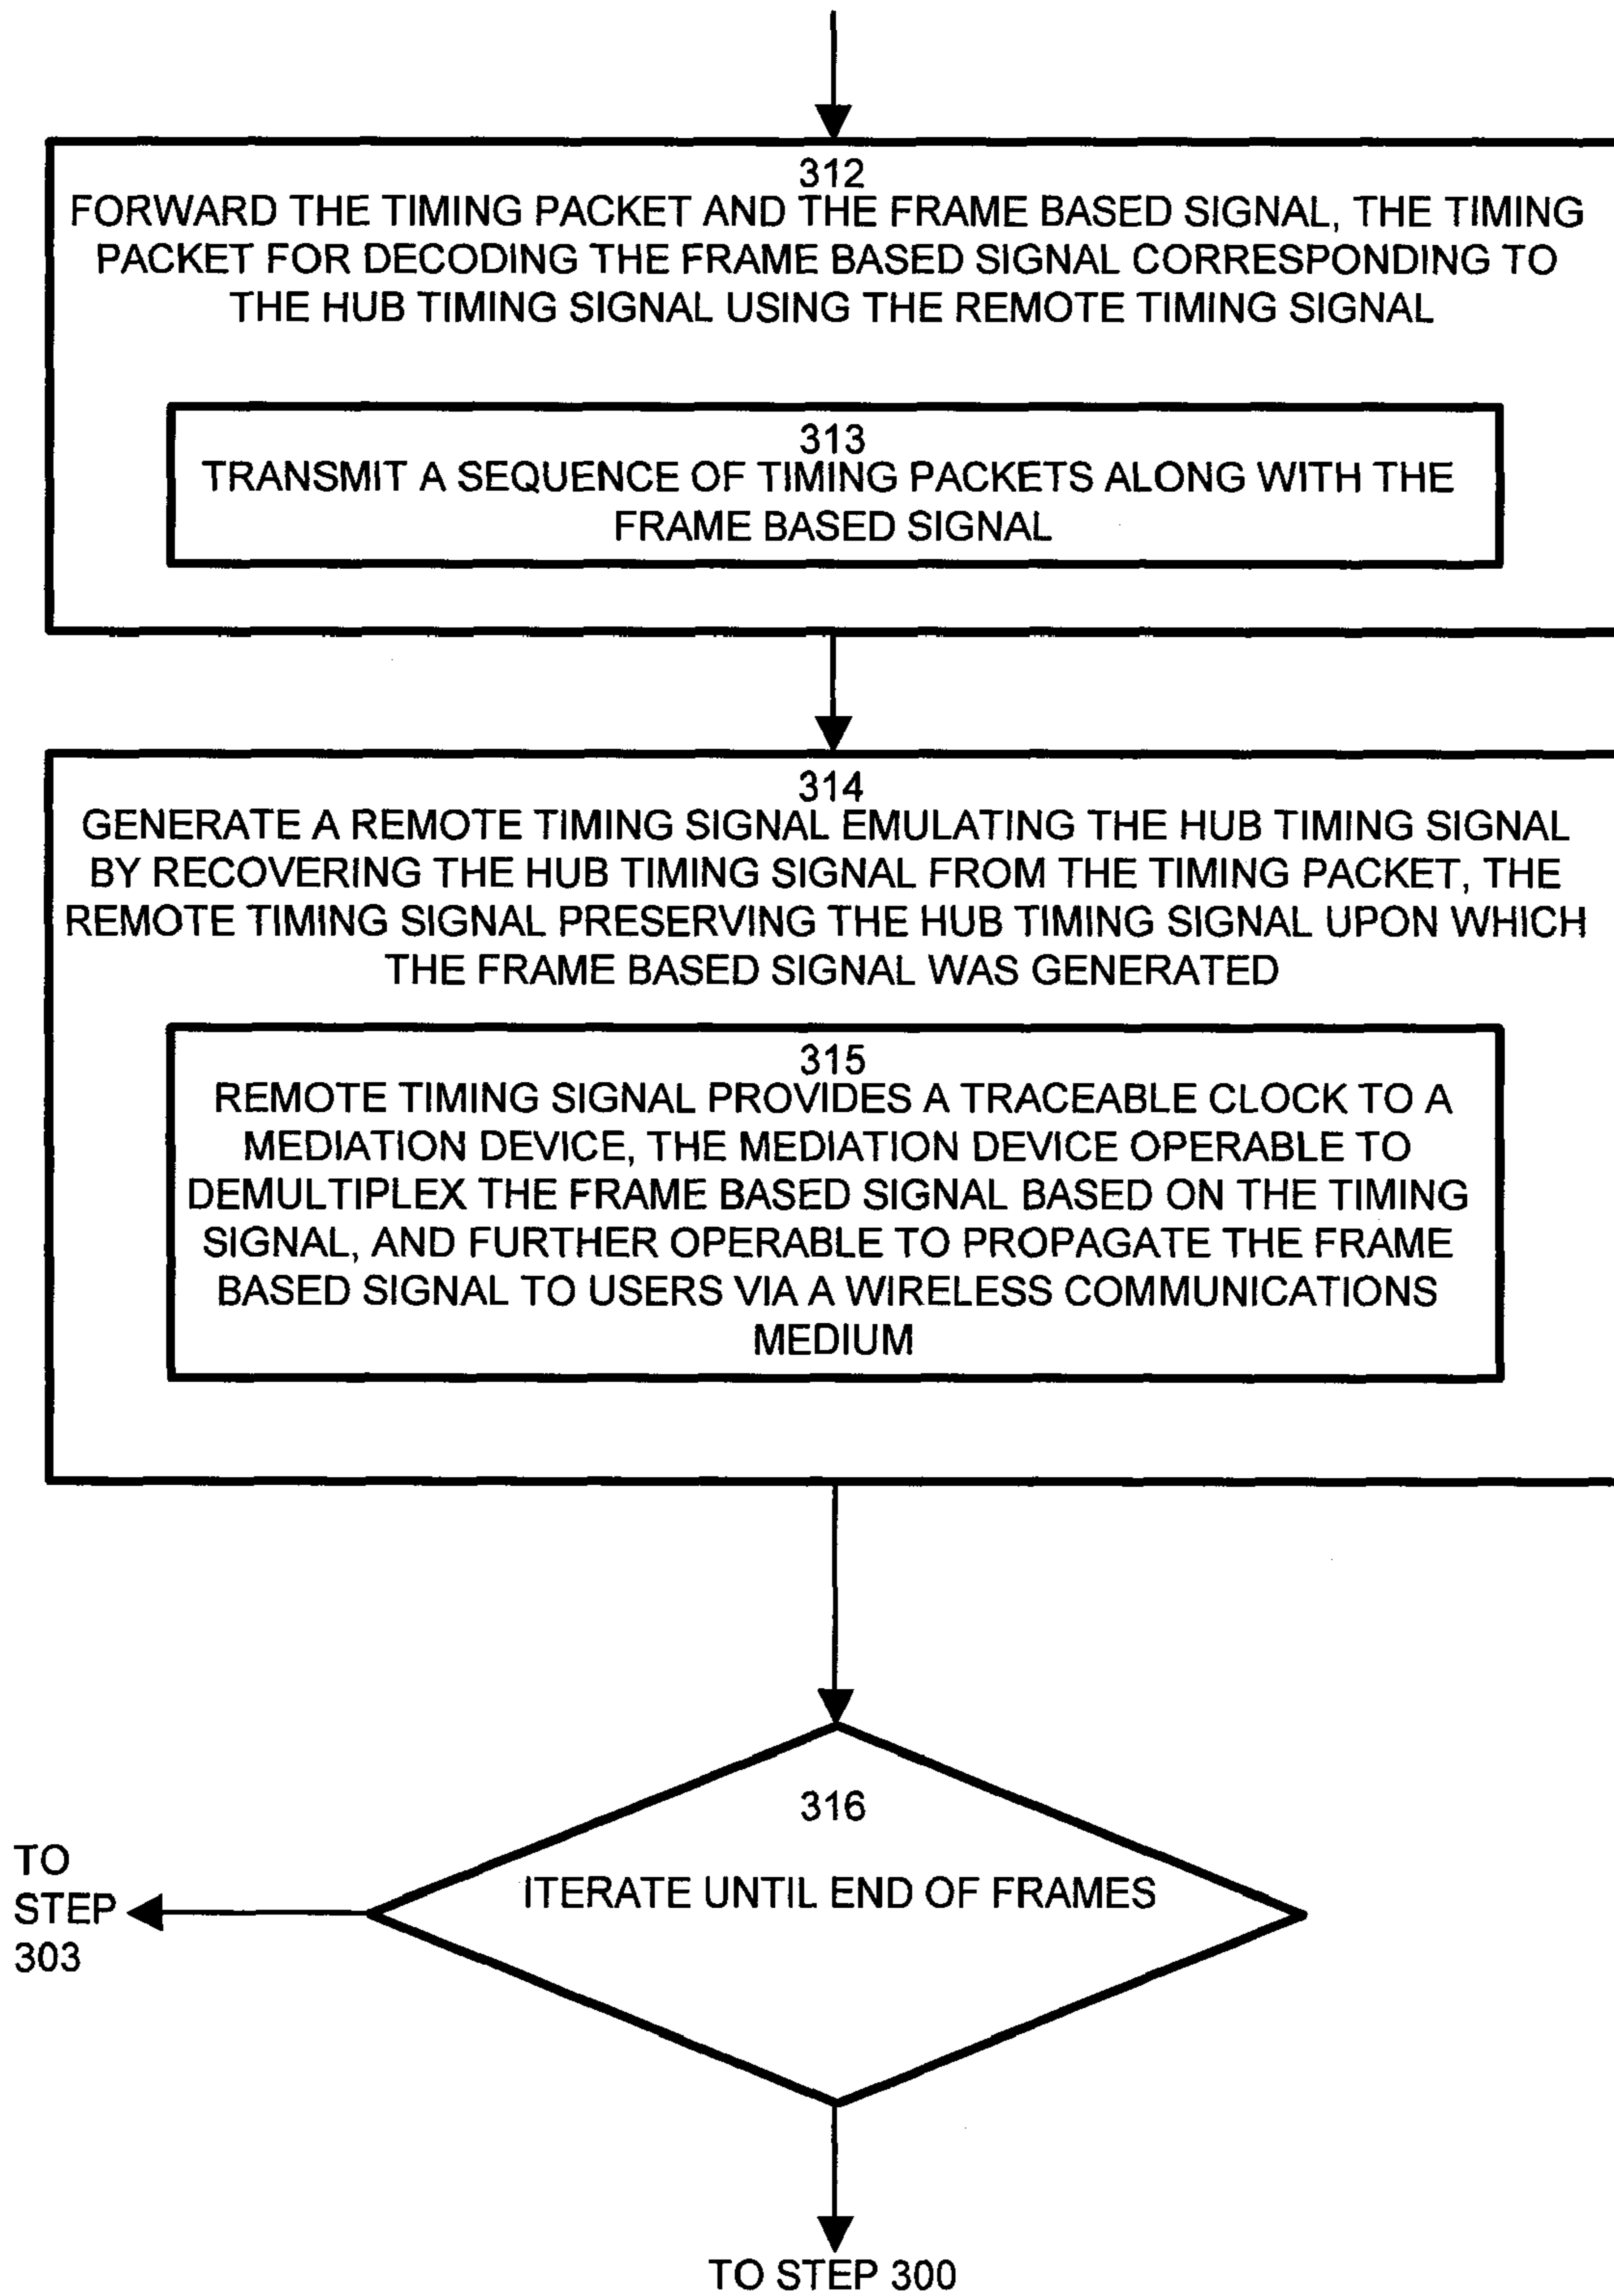 312
FORWARD THE TIMING PACKET AND THE FRAME BASED SIGNAL, THE TIMING
PACKET FOR DECODING THE FRAME BASED SIGNAL CORRESPONDING TO
THE HUB TIMING SIGNAL USING THE REMOTE TIMING SIGNAL
313
TRANSMIT A SEQUENCE OF TIMING PACKETS ALONG WITH THE
FRAME BASED SIGNAL
314
GENERATE A REMOTE TIMING SIGNAL EMULATING THE HUB TIMING SIGNAL
BY RECOVERING THE HUB TIMING SIGNAL FROM THE TIMING PACKET, THE
REMOTE TIMING SIGNAL PRESERVING THE HUB TIMING SIGNAL UPON WHICH
THE FRAME BASED SIGNAL WAS GENERATED
315
REMOTE TIMING SIGNAL PROVIDES A TRACEABLE CLOCK TO A
MEDIATION DEVICE, THE MEDIATION DEVICE OPERABLE TO
DEMULTIPLEX THE FRAME BASED SIGNAL BASED ON THE TIMING
SIGNAL, AND FURTHER OPERABLE TO PROPAGATE THE FRAME
BASED SIGNAL TO USERS VIA A WIRELESS COMMUNICATIONS
MEDIUM
316
ITERATE UNTIL END OF FRAMES
TO
STEP
303
TO STEP 300